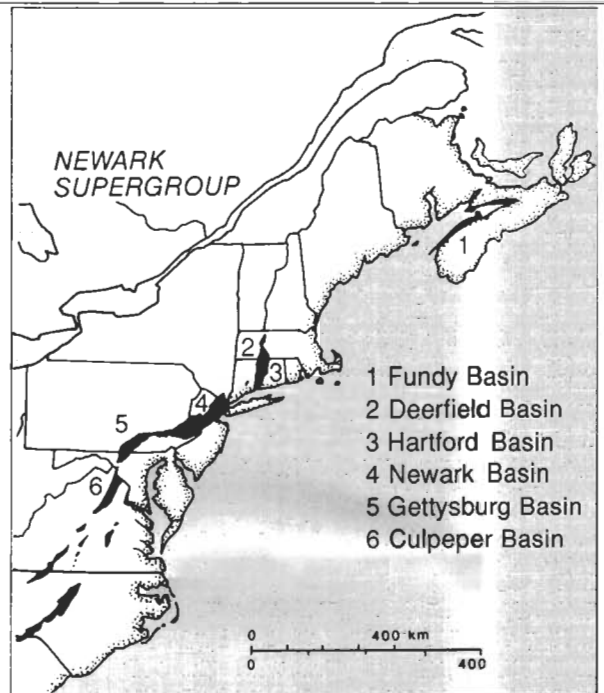 NEWARK
SUPERGROUP
1
2
3
4
5
6
1 Fundy Basin
2 Deerfield Basin
3 Hartford Basin
4 Newark Basin
5 Gettysburg Basin
6 Culpeper Basin
0 400 km
0 400